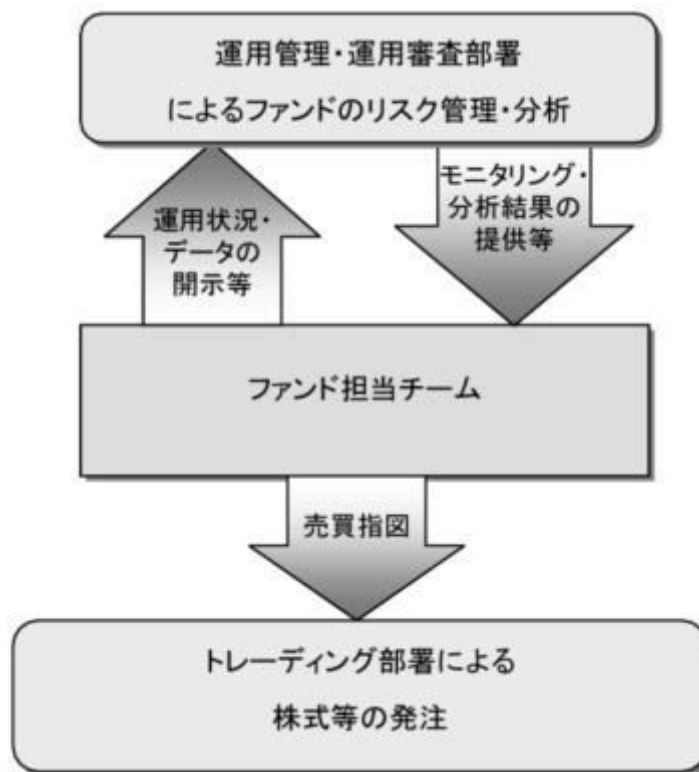 運用管理・運用審査部署
によるファンドのリスク管理・分析
運用状況・
データの
開示等
モニタリング・
分析結果の
提供等
ファンド担当チーム
売買指図
トレーディング部署による
株式等の発注